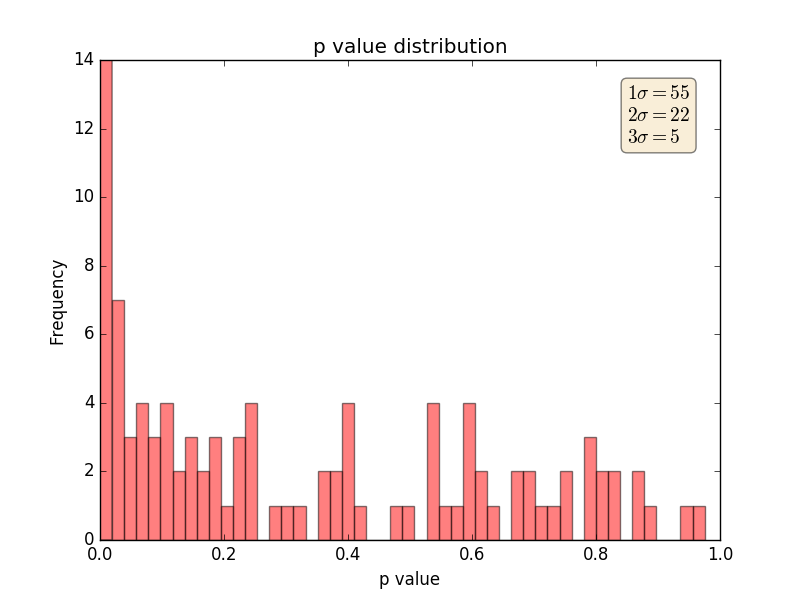 p value distribution
1σ = 55
2σ = 22
3σ = 5
14
12
10
8
6
4
2
0
Frequency
0.0 0.2 0.4 0.6 0.8 1.0
p value